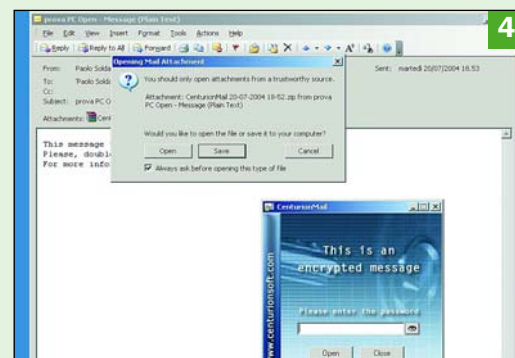 4
prova PC Open - Message (Plain Text)
File Edit View Insert Format Tools Actions Help
Reply Reply to All Forward
From: Paolo Solda
To: Paolo Solda
Cc:
Subject: prova PC O
Attachments: Cen
Sent: martedì 20/07/2004 18.53
Opening Mail Attachment
You should only open attachments from a trustworthy source.
Attachment: CenturionMail 20-07-2004 18-52.zip from prova
PC Open - Message (Plain Text)
Would you like to open the file or save it to your computer?
Open Save Cancel
Always ask before opening this type of file
This message
Please, doubl
For more info
CenturionMail
This is an
encrypted message
Please enter the password
Open Close
www.centurionsoft.com